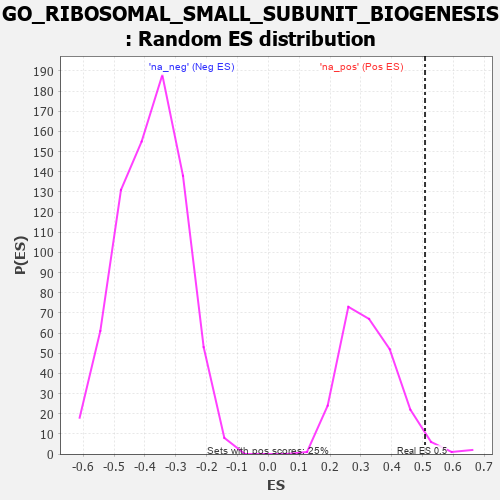 GO_RIBOSOMAL_SMALL_SUBUNIT_BIOGENESIS
: Random ES distribution
'na_neg' (Neg ES)
'na_pos' (Pos ES)
190
180
170
160
150
140
130
120
110
100
90
80
70
60
50
40
30
20
10
0
P(ES)
Sets with pos scores: 25%
Real ES 0.5
-0.6 -0.5 -0.4 -0.3 -0.2 -0.1 0.0 0.1 0.2 0.3 0.4 0.5 0.6 0.7
ES